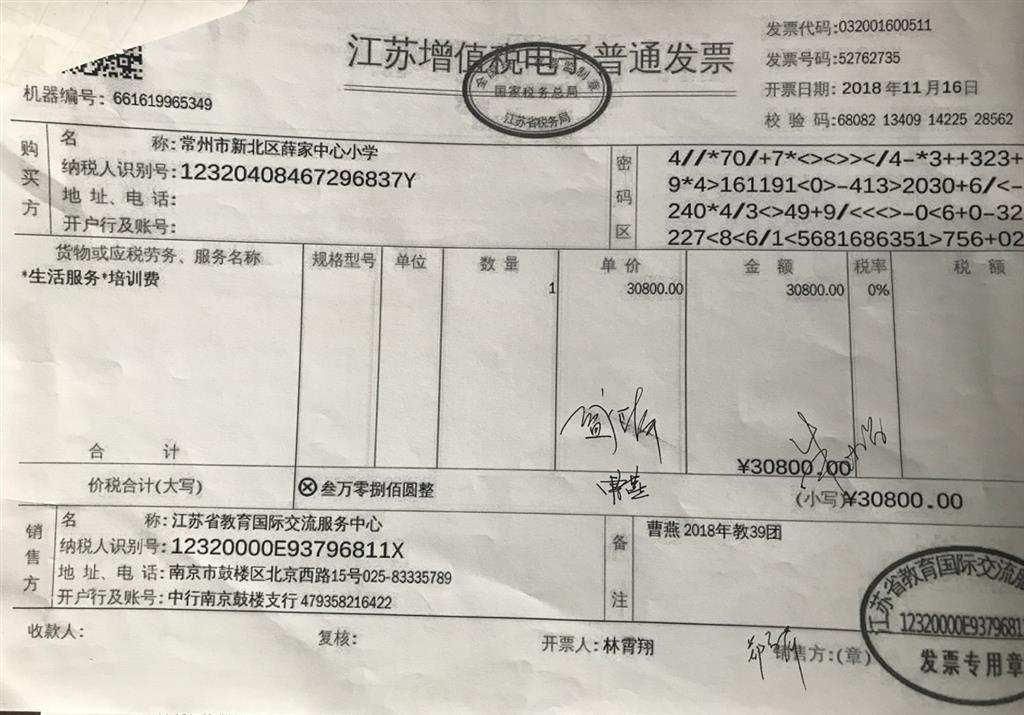 江苏增值税电子普通发票
全国统一发票监制章
国家税务总局
江苏省税务局
发票代码:032001600511
发票号码:52762735
开票日期: 2018年11月16日
校 验 码:68082 13409 14225 28562
机器编号: 661619965349
购买方
名 称:常州市新北区薛家中心小学
纳税人识别号:12320408467296837Y
地 址、电 话:
开户行及账号:
密码区
4//*70/+7*<><>></4-*3++323+
9*4>161191<0>-413>2030+6/<-
240*4/3<>49+9/<<<>-0<6+0-32
227<8<6/1<5681686351>756+02
货物或应税劳务、服务名称 规格型号 单位 数 量 单 价 金 额 税率 税 额
*生活服务*培训费 1 30800.00 30800.00 0%
合 计 ¥30800.00
价税合计(大写) ⊗叁万零捌佰圆整 (小写)¥30800.00
曹燕
销售方
名 称:江苏省教育国际交流服务中心
纳税人识别号:12320000E93796811X
地 址、电 话:南京市鼓楼区北京西路15号025-83335789
开户行及账号:中行南京鼓楼支行 479358216422
备注
曹燕 2018年教39团
收款人: 复核: 开票人: 林霄翔 销售方:(章)
江苏省教育国际交流服
12320000E9379681
发票专用章